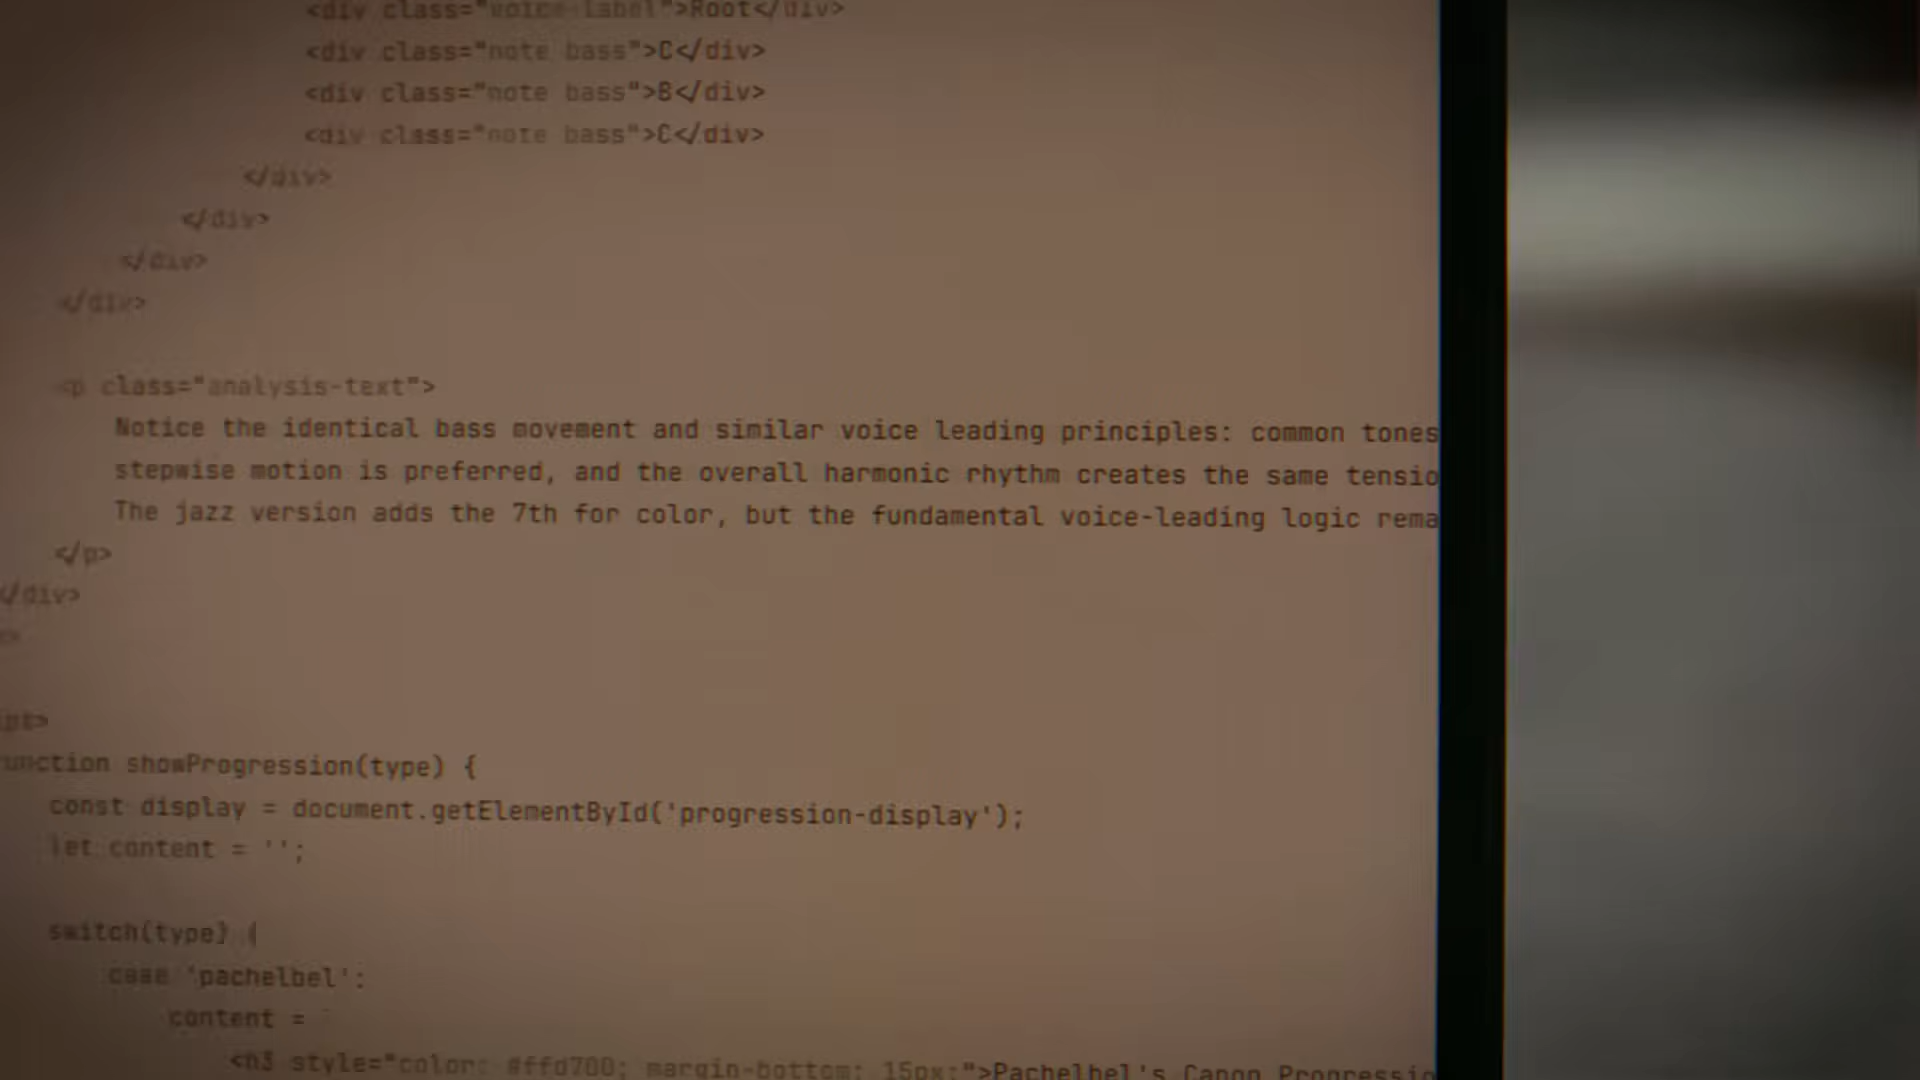 <div class="voice-label">Root</div>
<div class="note bass">C</div>
<div class="note bass">B</div>
<div class="note bass">C</div>
</div>
</div>
</div>
</div>
<p class="analysis-text">
Notice the identical bass movement and similar voice leading principles: common tones
stepwise motion is preferred, and the overall harmonic rhythm creates the same tensio
The jazz version adds the 7th for color, but the fundamental voice-leading logic rema
</p>
</div>
>
ipt>
unction showProgression(type) {
const display = document.getElementById('progression-display');
let content = '';
switch(type) {
case 'pachelbel':
content =
<h3 style="color: #ffd700; margin-bottom: 15px;">Pachelbel's Canon Progressio